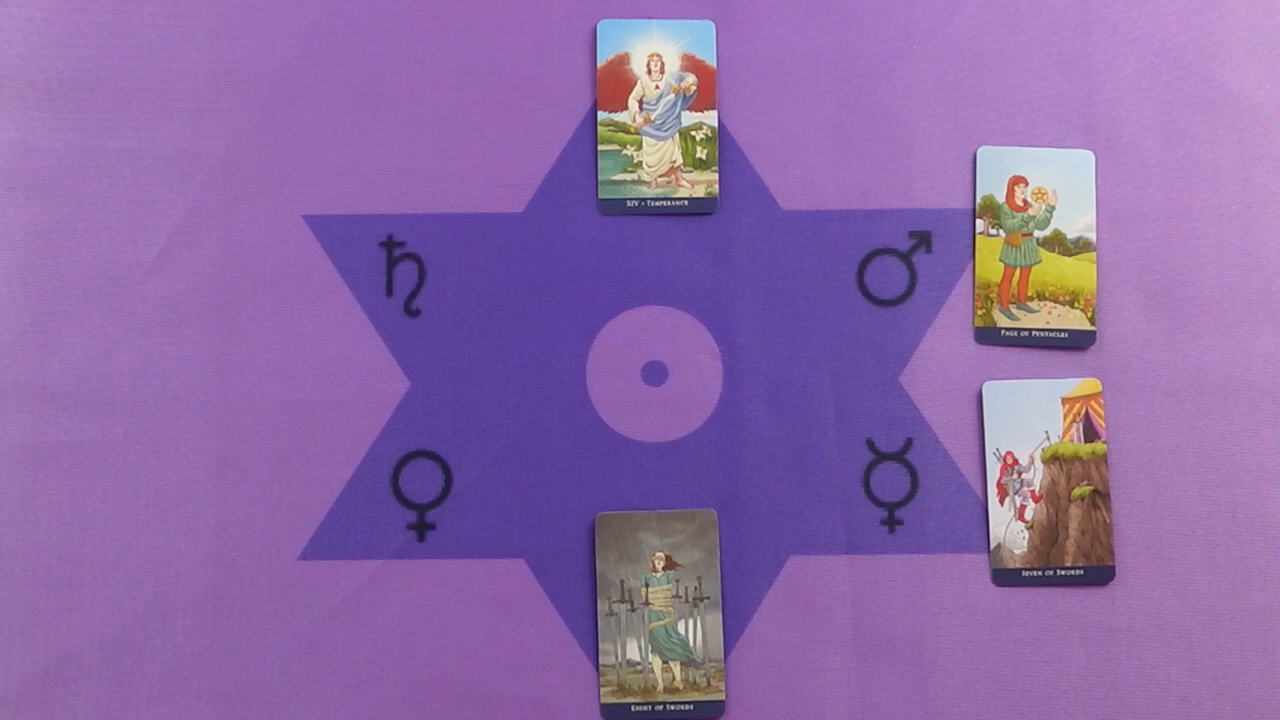 XIV • TEMPERANCE
PAGE OF PENTACLES
SEVEN OF SWORDS
EIGHT OF SWORDS